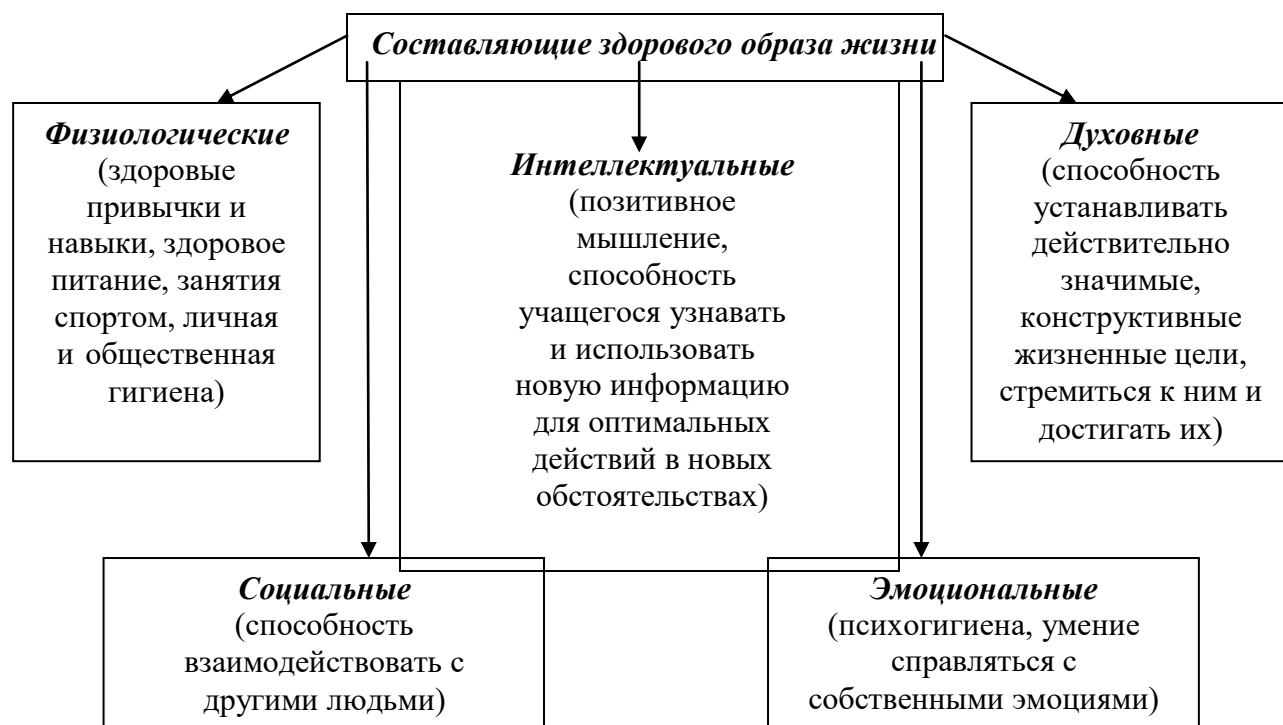 Составляющие здорового образа жизни
Физиологические
(здоровые
привычки и
навыки, здоровое
питание, занятия
спортом, личная
и общественная
гигиена)
Интеллектуальные
(позитивное
мышление,
способность
учащегося узнавать
и использовать
новую информацию
для оптимальных
действий в новых
обстоятельствах)
Духовные
(способность
устанавливать
действительно
значимые,
конструктивные
жизненные цели,
стремиться к ним и
достигать их)
Социальные
(способность
взаимодействовать с
другими людьми)
Эмоциональные
(психогигиена, умение
справляться с
собственными эмоциями)